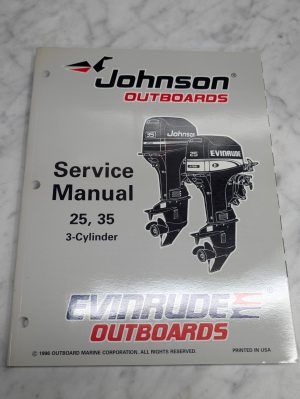 Johnson®
OUTBOARDS
35 Johnson
25 EVINRUDE
Service
Manual
25, 35
3-Cylinder
EVINRUDE
OUTBOARDS
© 1996 OUTBOARD MARINE CORPORATION. ALL RIGHTS RESERVED. PRINTED IN USA